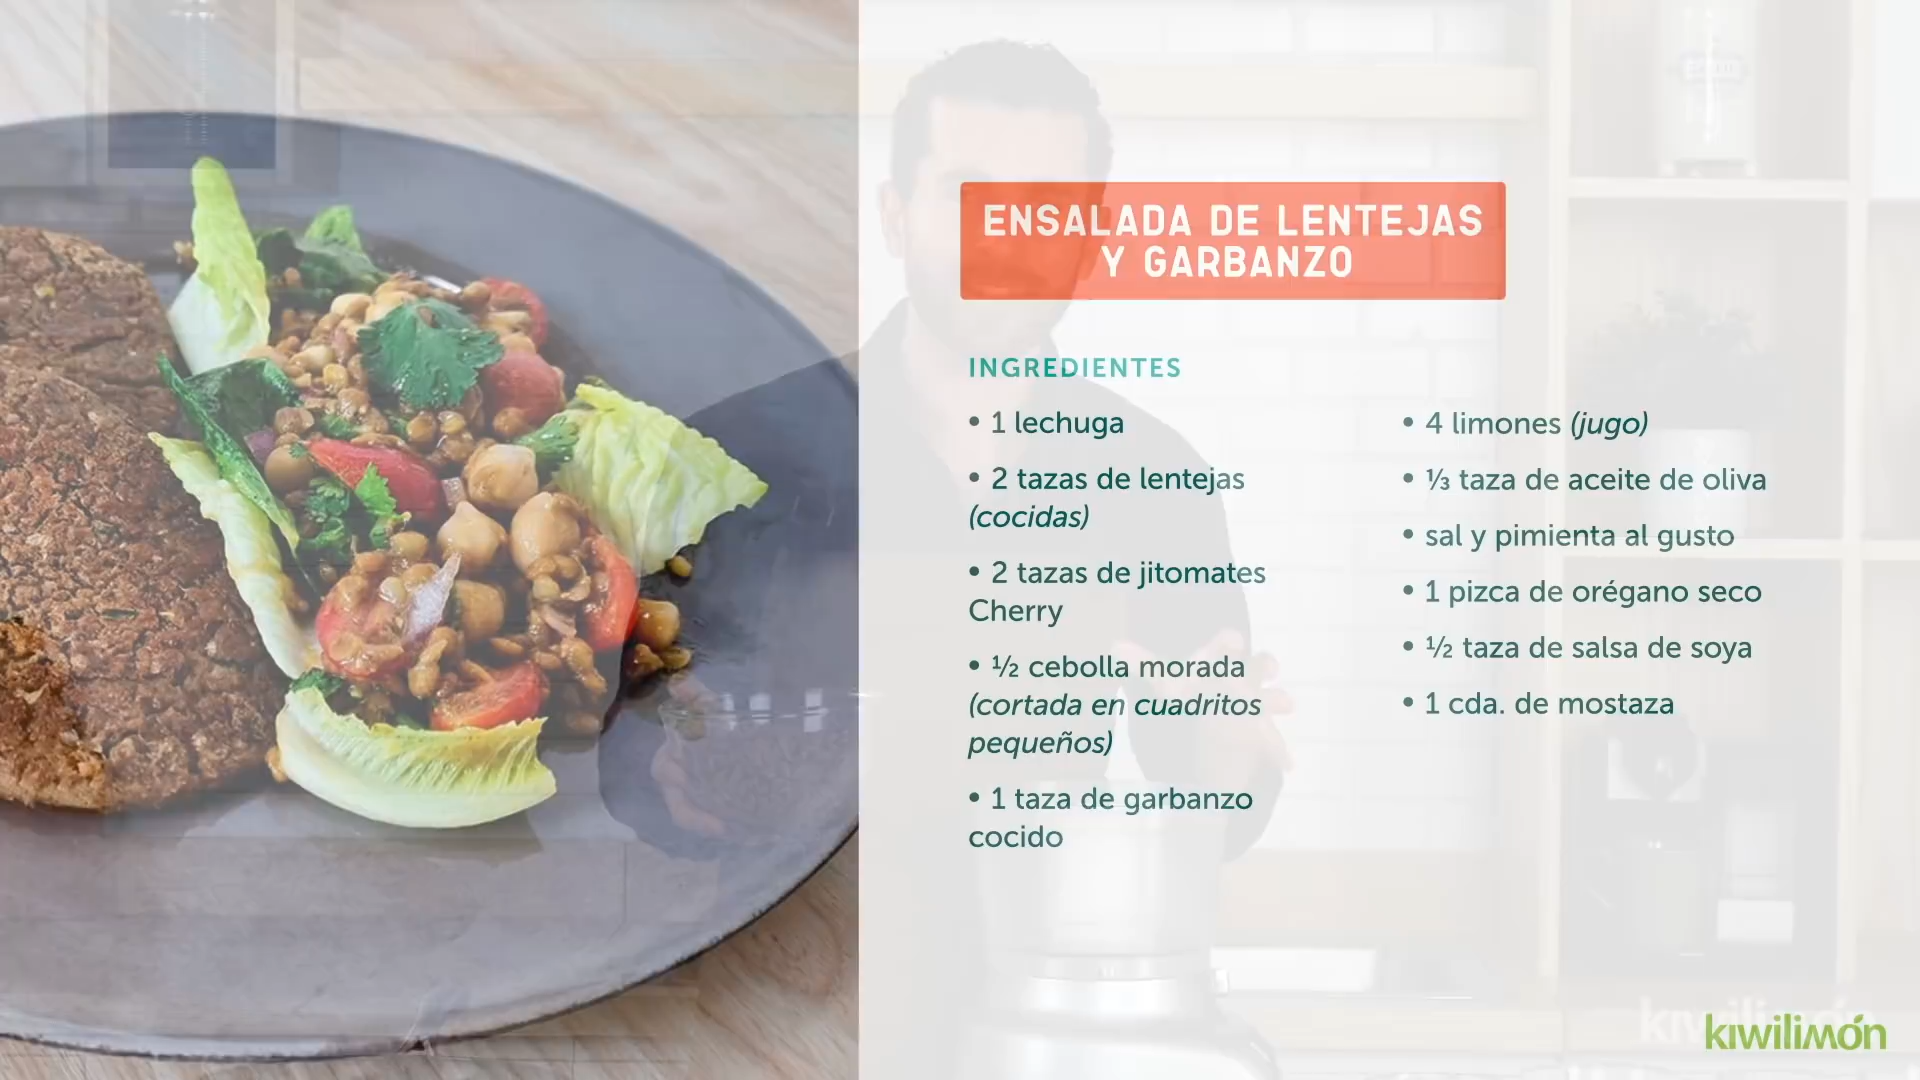 ENSALADA DE LENTEJAS
Y GARBANZO
INGREDIENTES
• 1 lechuga
• 2 tazas de lentejas
(cocidas)
• 2 tazas de jitomates
Cherry
• ½ cebolla morada
(cortada en cuadritos
pequeños)
• 1 taza de garbanzo
cocido
• 4 limones (jugo)
• ⅓ taza de aceite de oliva
• sal y pimienta al gusto
• 1 pizca de orégano seco
• ½ taza de salsa de soya
• 1 cda. de mostaza
kiwilimón
kiwilimón